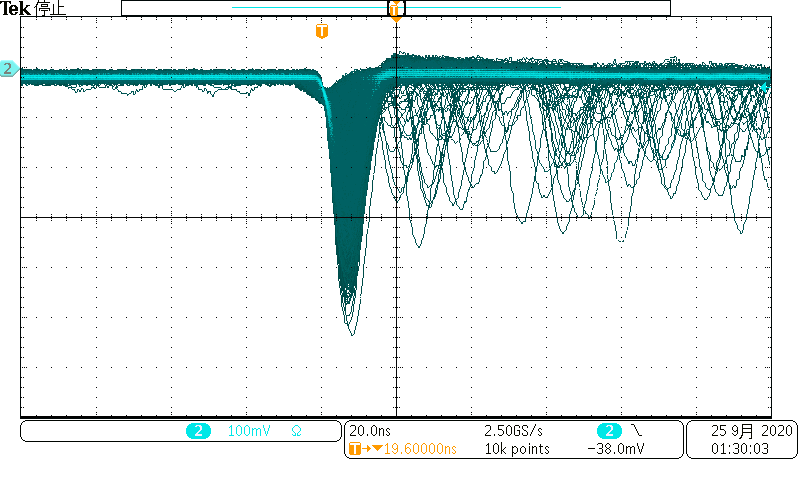 Tek 停止
T
T
2
2 100mV Ω
20.0ns 2.50GS/s 2
T→▼19.60000ns 10k points −38.0mV
25 9月 2020
01:30:03